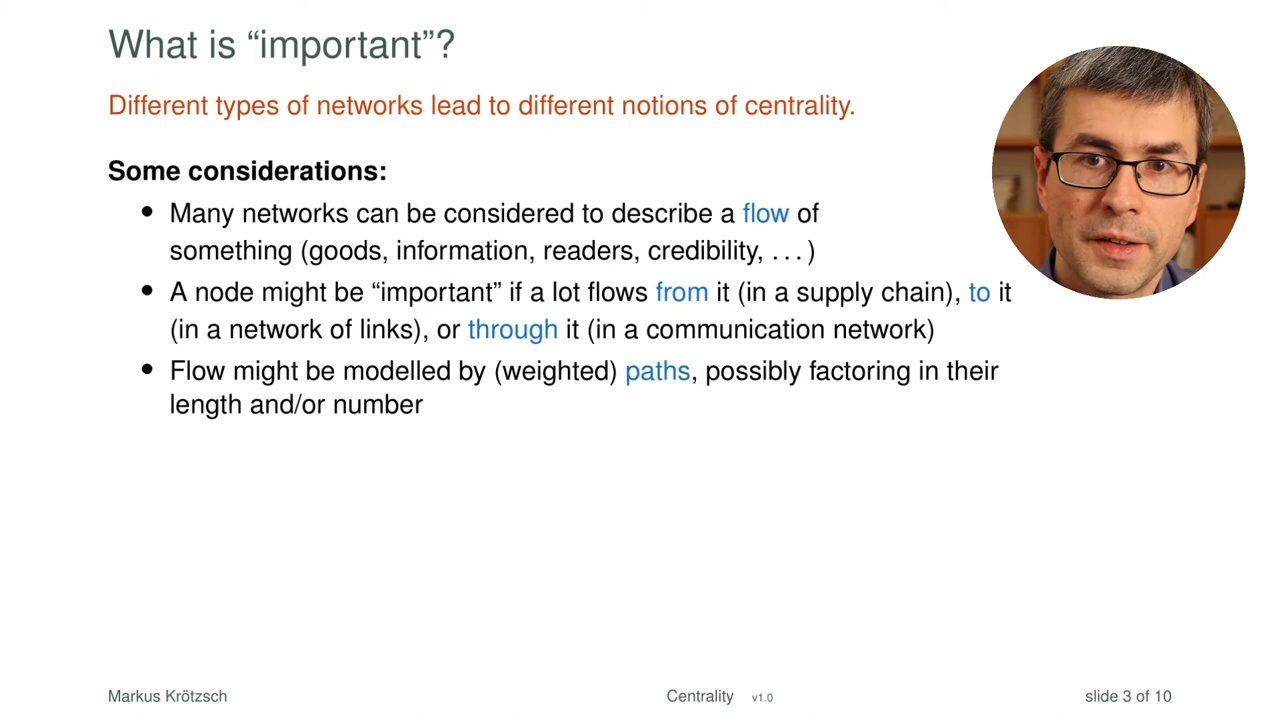 What is “important”?
Different types of networks lead to different notions of centrality.
Some considerations:
• Many networks can be considered to describe a flow of
something (goods, information, readers, credibility, . . . )
• A node might be “important” if a lot flows from it (in a supply chain), to it
(in a network of links), or through it (in a communication network)
• Flow might be modelled by (weighted) paths, possibly factoring in their
length and/or number
Markus Krötzsch Centrality v1.0 slide 3 of 10